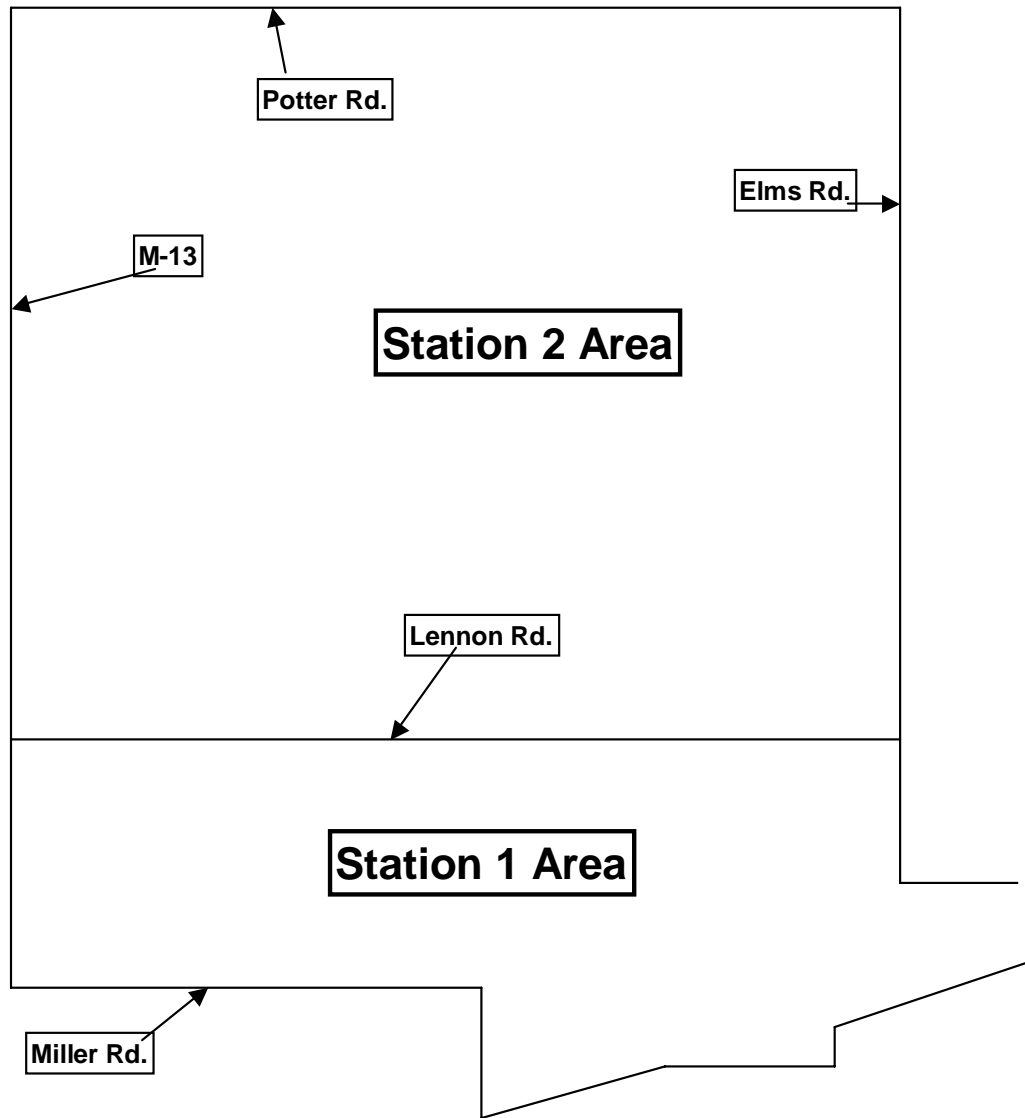 Potter Rd.
Elms Rd.
M-13
Station 2 Area
Lennon Rd.
Station 1 Area
Miller Rd.